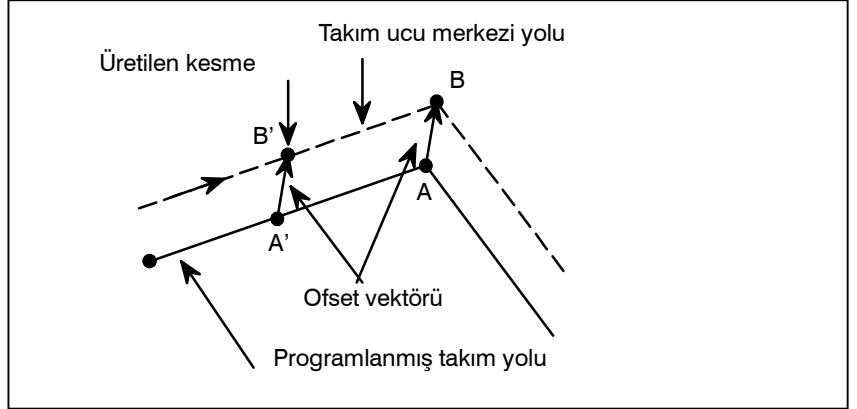 Takım ucu merkezi yolu
Üretilen kesme
B
B’
A
A’
Ofset vektörü
Programlanmış takım yolu